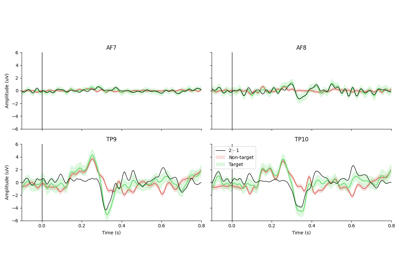 AF7
AF8
6
4
2
0
−2
−4
−6
Amplitude (uV)
TP9
TP10
6
4
2
0
−2
−4
−6
Amplitude (uV)
2 - 1
Non-target
Target
0.0
0.2
0.4
0.6
0.8
0.0
0.2
0.4
0.6
0.8
Time (s)
Time (s)